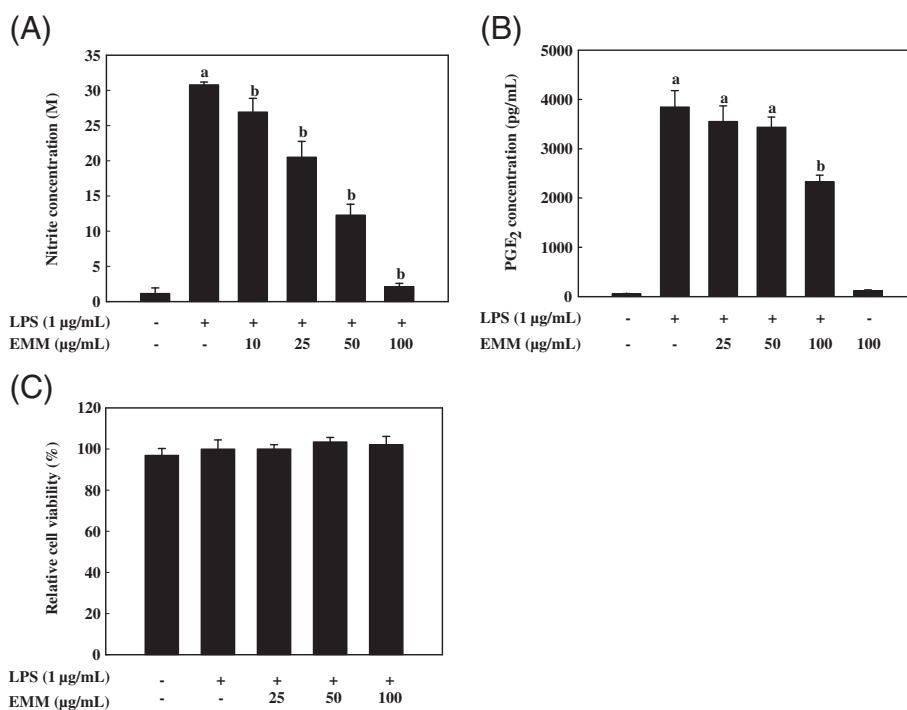 (A)
35
30
25
20
15
10
5
0
Nitrite concentration (M)
a
b
b
b
b
LPS (1 µg/mL) - + + + + +
EMM (µg/mL) - - 10 25 50 100
(B)
5000
4000
3000
2000
1000
0
PGE2 concentration (pg/mL)
a
a
a
b
LPS (1 µg/mL) - + + + + -
EMM (µg/mL) - - 25 50 100 100
(C)
120
100
80
60
40
20
0
Relative cell viability (%)
LPS (1 µg/mL) - + + + +
EMM (µg/mL) - - 25 50 100